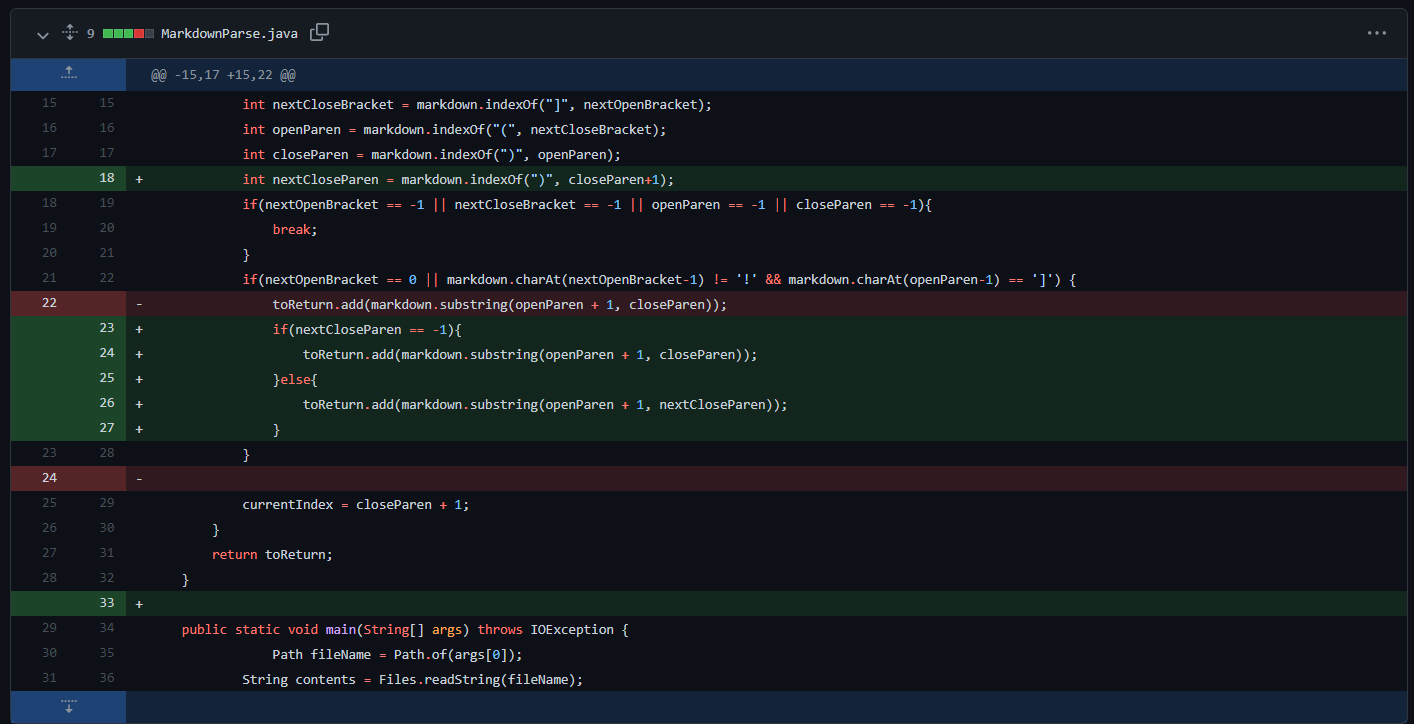 9 MarkdownParse.java
@@ -15,17 +15,22 @@
15 15 int nextCloseBracket = markdown.indexOf("]", nextOpenBracket);
16 16 int openParen = markdown.indexOf("(", nextCloseBracket);
17 17 int closeParen = markdown.indexOf(")", openParen);
18 + int nextCloseParen = markdown.indexOf(")", closeParen+1);
18 19 if(nextOpenBracket == -1 || nextCloseBracket == -1 || openParen == -1 || closeParen == -1){
19 20 break;
20 21 }
21 22 if(nextOpenBracket == 0 || markdown.charAt(nextOpenBracket-1) != '!' && markdown.charAt(openParen-1) == ']') {
22 - toReturn.add(markdown.substring(openParen + 1, closeParen));
23 + if(nextCloseParen == -1){
24 + toReturn.add(markdown.substring(openParen + 1, closeParen));
25 + }else{
26 + toReturn.add(markdown.substring(openParen + 1, nextCloseParen));
27 + }
23 28 }
24 -
25 29 currentIndex = closeParen + 1;
26 30 }
27 31 return toReturn;
28 32 }
33 +
29 34 public static void main(String[] args) throws IOException {
30 35 Path fileName = Path.of(args[0]);
31 36 String contents = Files.readString(fileName);